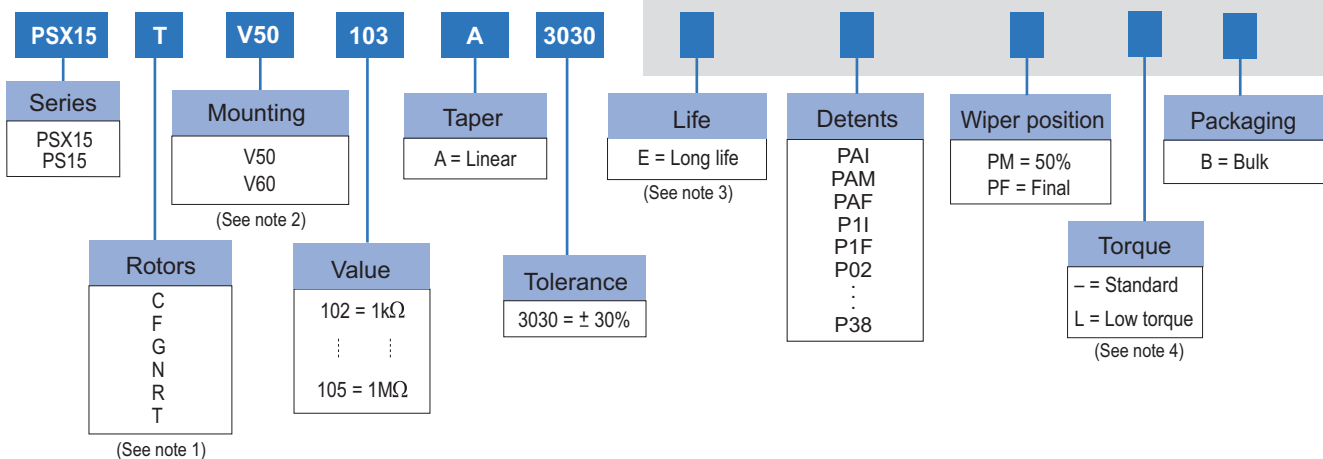 PSX15 T V50 103 A 3030
Series
PSX15
PS15
Mounting
V50
V60
(See note 2)
Taper
A = Linear
Life
E = Long life
(See note 3)
Detents
PAI
PAM
PAF
P1I
P1F
P02
:
:
P38
Wiper position
PM = 50%
PF = Final
Packaging
B = Bulk
Rotors
C
F
G
N
R
T
(See note 1)
Value
102 = 1kΩ
105 = 1MΩ
Tolerance
3030 = ± 30%
Torque
– = Standard
L = Low torque
(See note 4)